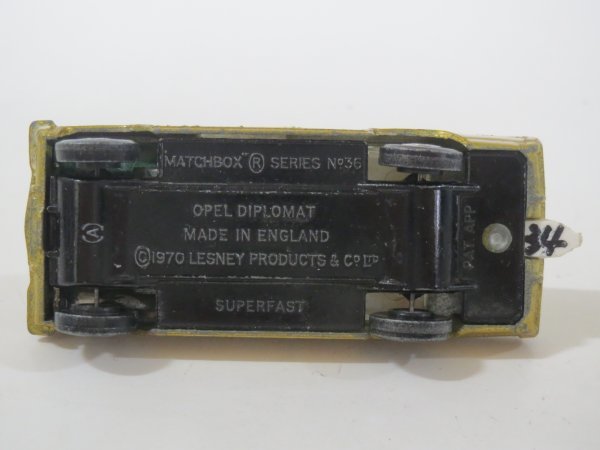 MATCHBOX ® SERIES Nº36
OPEL DIPLOMAT
MADE IN ENGLAND
©1970 LESNEY PRODUCTS & Cº LTD
SUPERFAST
A
PAT APP
34